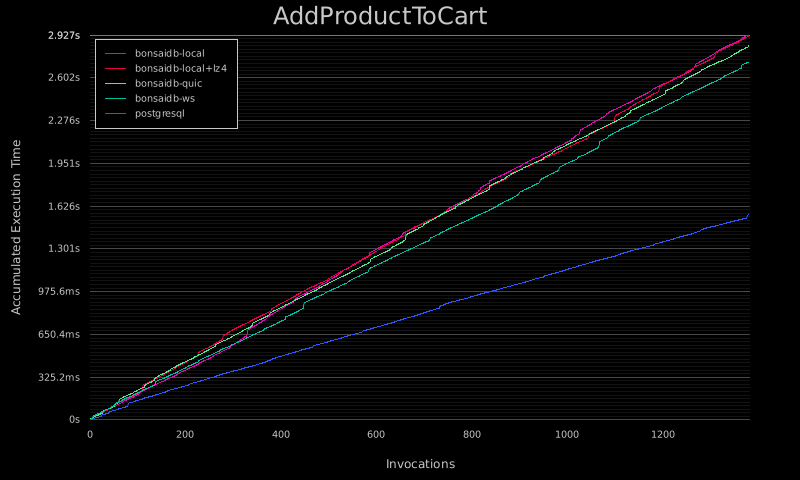 AddProductToCart
2.927s
2.602s
2.276s
1.951s
1.626s
1.301s
975.6ms
650.4ms
325.2ms
0s
Accumulated Execution Time
bonsaidb-local
bonsaidb-local+lz4
bonsaidb-quic
bonsaidb-ws
postgresql
0 200 400 600 800 1000 1200
Invocations